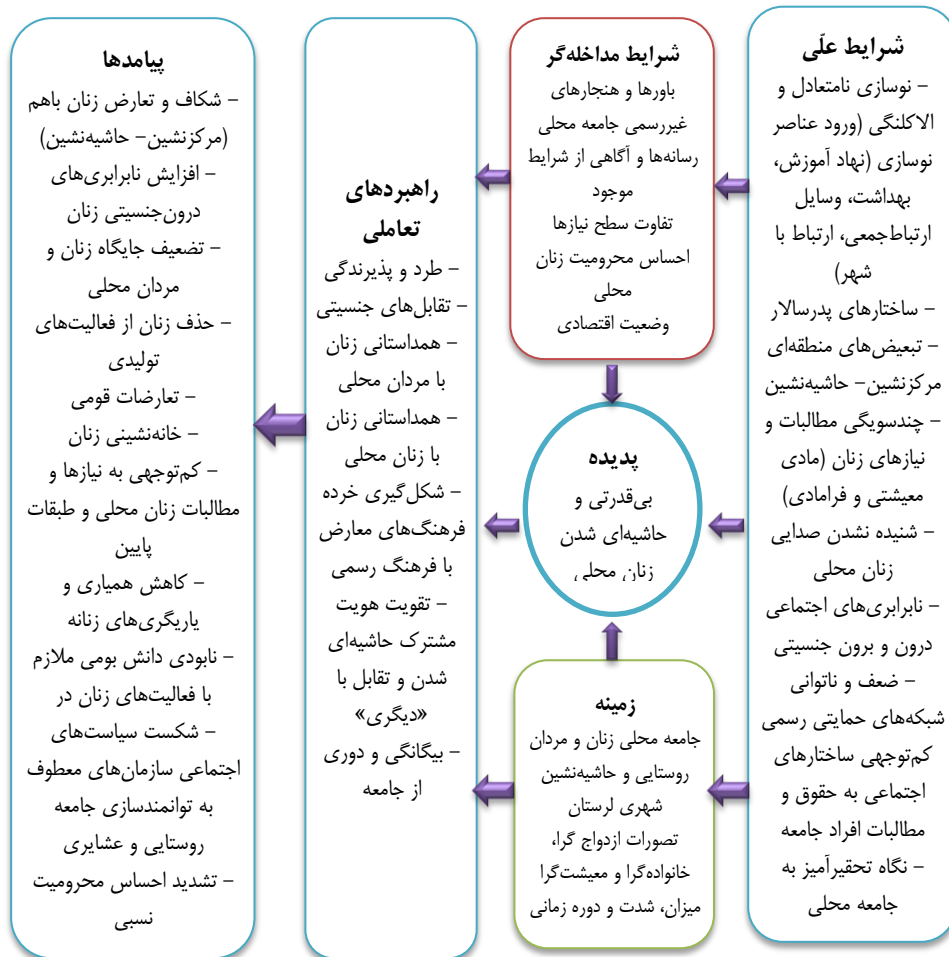 شرایط علّی
– نوسازی نامتعادل و
الاکلنگی (ورود عناصر
نوسازی (نهاد آموزش،
بهداشت، وسایل
ارتباط‌جمعی، ارتباط با
شهر)
– ساختارهای پدرسالار
– تبعیض‌های منطقه‌ای
مرکزنشین– حاشیه‌نشین
– چندسویگی مطالبات و
نیازهای زنان (مادی
معیشتی و فرامادی)
– شنیده نشدن صدایی
زنان محلی
– نابرابری‌های اجتماعی
درون و برون جنسیتی
– ضعف و ناتوانی
شبکه‌های حمایتی رسمی
کم‌توجهی ساختارهای
اجتماعی به حقوق و
مطالبات افراد جامعه
– نگاه تحقیرآمیز به
جامعه محلی
شرایط مداخله‌گر
باورها و هنجارهای
غیررسمی جامعه محلی
رسانه‌ها و آگاهی از شرایط
موجود
تفاوت سطح نیازها
احساس محرومیت زنان
محلی
وضعیت اقتصادی
پدیده
بی‌قدرتی و
حاشیه‌ای شدن
زنان محلی
زمینه
جامعه محلی زنان و مردان
روستایی و حاشیه‌نشین
شهری لرستان
تصورات ازدواج گرا،
خانواده‌گرا و معیشت‌گرا
میزان، شدت و دوره زمانی
راهبردهای
تعاملی
– طرد و پذیرندگی
– تقابل‌های جنسیتی
– همداستانی زنان
با مردان محلی
– همداستانی زنان
با زنان محلی
– شکل‌گیری خرده
فرهنگ‌های معارض
با فرهنگ رسمی
– تقویت هویت
مشترک حاشیه‌ای
شدن و تقابل با
«دیگری»
– بیگانگی و دوری
از جامعه
پیامدها
– شکاف و تعارض زنان باهم
(مرکزنشین– حاشیه‌نشین)
– افزایش نابرابری‌های
درون‌جنسیتی زنان
– تضعیف جایگاه زنان و
مردان محلی
– حذف زنان از فعالیت‌های
تولیدی
– تعارضات قومی
– خانه‌نشینی زنان
– کم‌توجهی به نیازها و
مطالبات زنان محلی و طبقات
پایین
– کاهش همیاری و
یاریگری‌های زنانه
– نابودی دانش بومی ملازم
با فعالیت‌های زنان در
– شکست سیاست‌های
اجتماعی سازمان‌های معطوف
به توانمندسازی جامعه
روستایی و عشایری
– تشدید احساس محرومیت
نسبی